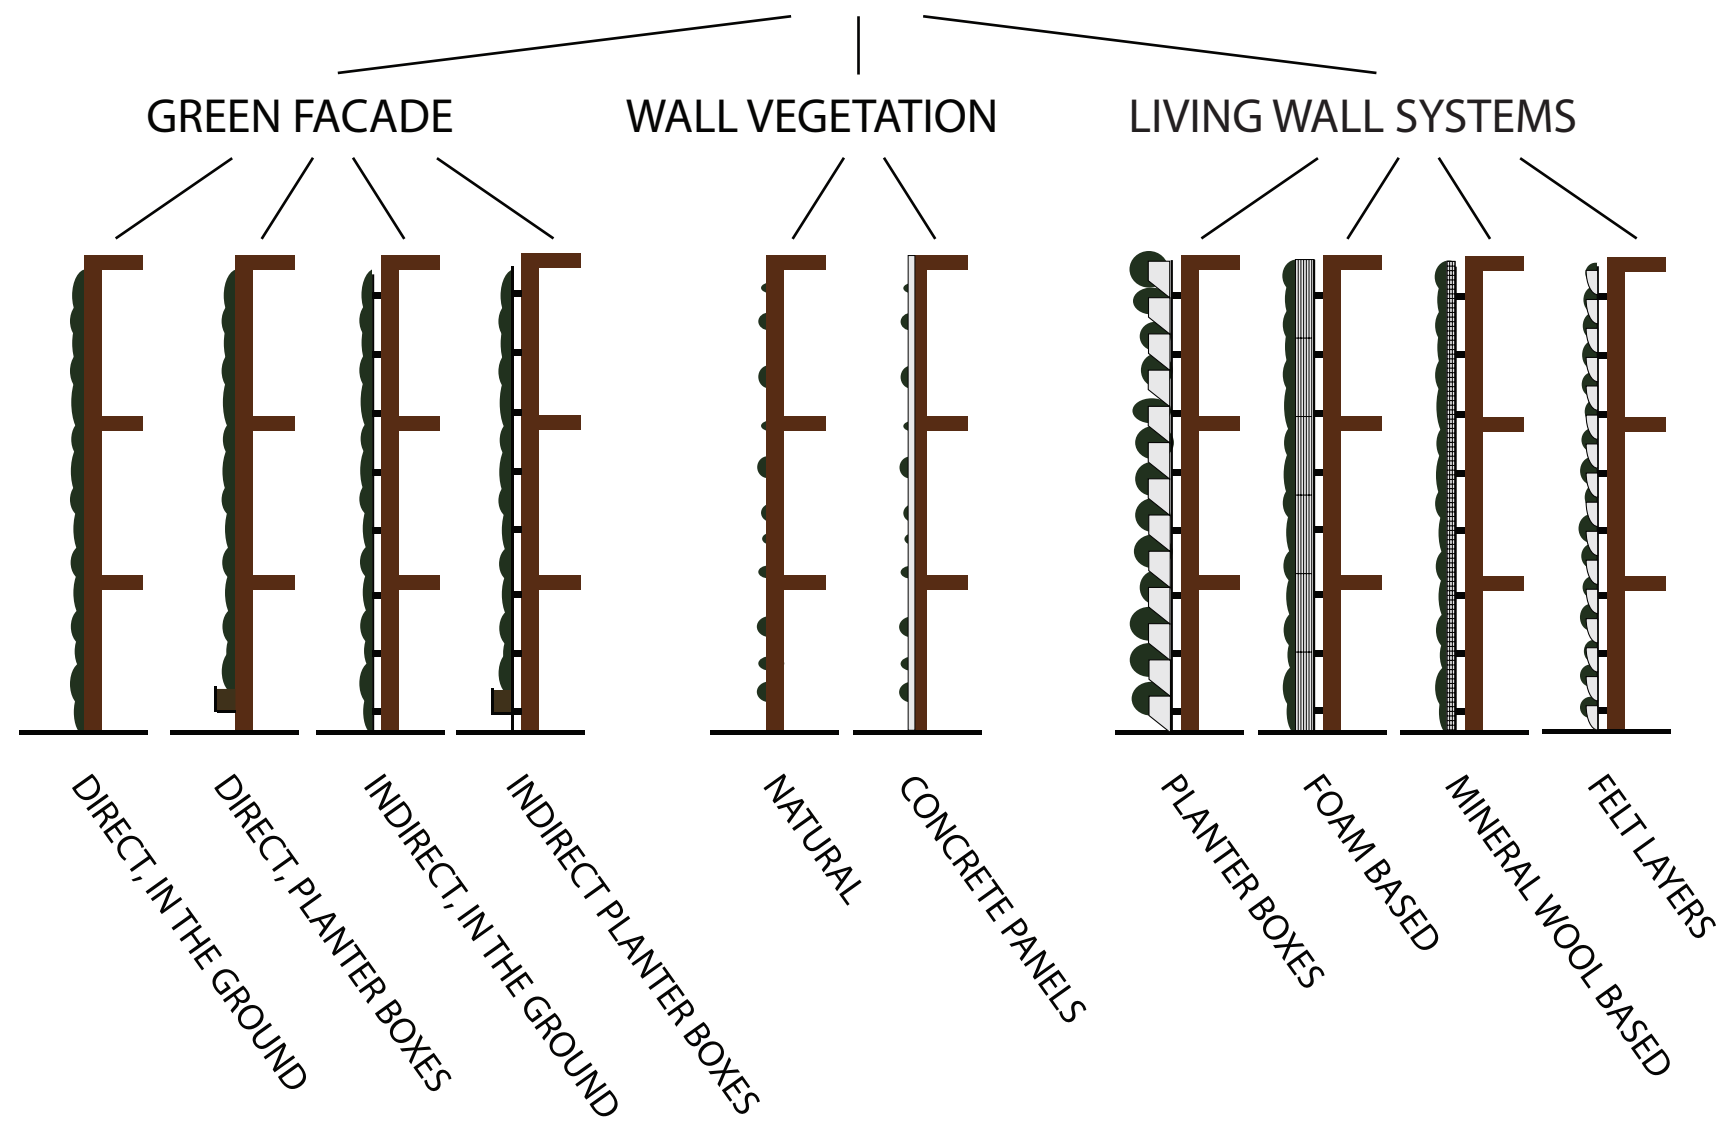 GREEN FACADE
WALL VEGETATION
LIVING WALL SYSTEMS
DIRECT, IN THE GROUND
DIRECT, PLANTER BOXES
INDIRECT, IN THE GROUND
INDIRECT PLANTER BOXES
NATURAL
CONCRETE PANELS
PLANTER BOXES
FOAM BASED
MINERAL WOOL BASED
FELT LAYERS